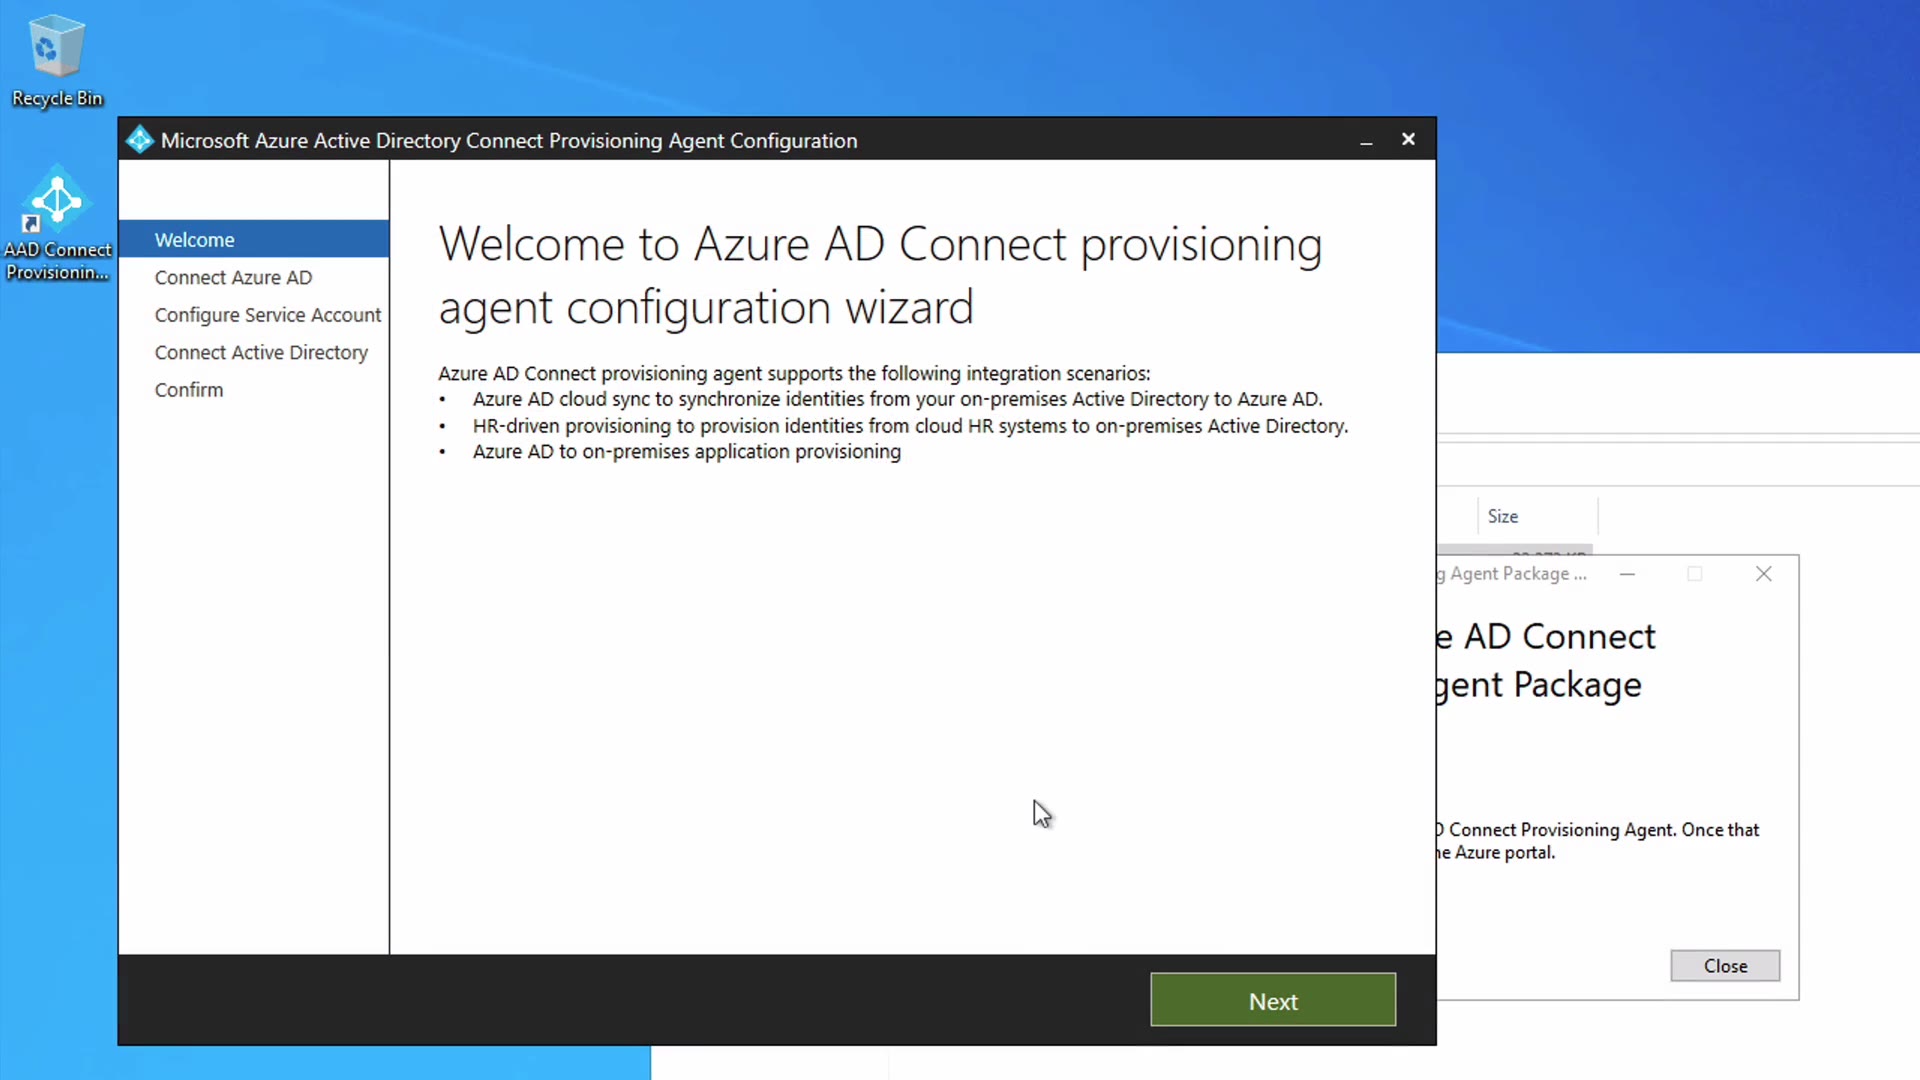 Recycle Bin
AAD Connect
Provisionin...
Microsoft Azure Active Directory Connect Provisioning Agent Configuration
Welcome
Connect Azure AD
Configure Service Account
Connect Active Directory
Confirm
Welcome to Azure AD Connect provisioning
agent configuration wizard
Azure AD Connect provisioning agent supports the following integration scenarios:
• Azure AD cloud sync to synchronize identities from your on-premises Active Directory to Azure AD.
• HR-driven provisioning to provision identities from cloud HR systems to on-premises Active Directory.
• Azure AD to on-premises application provisioning
Next
Size
g Agent Package ...
e AD Connect
gent Package
Connect Provisioning Agent. Once that
he Azure portal.
Close